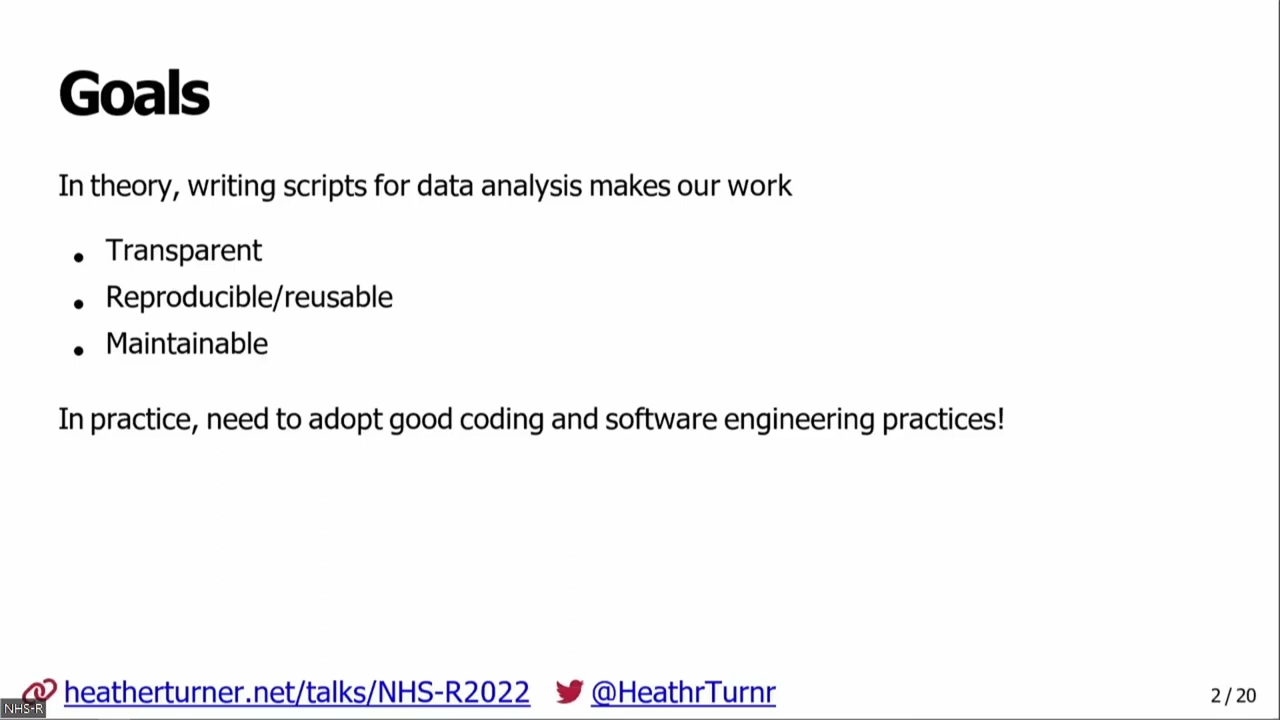 Goals
In theory, writing scripts for data analysis makes our work
• Transparent
• Reproducible/reusable
• Maintainable
In practice, need to adopt good coding and software engineering practices!
heatherturner.net/talks/NHS-R2022 @HeathrTurnr 2 / 20
NHS-R